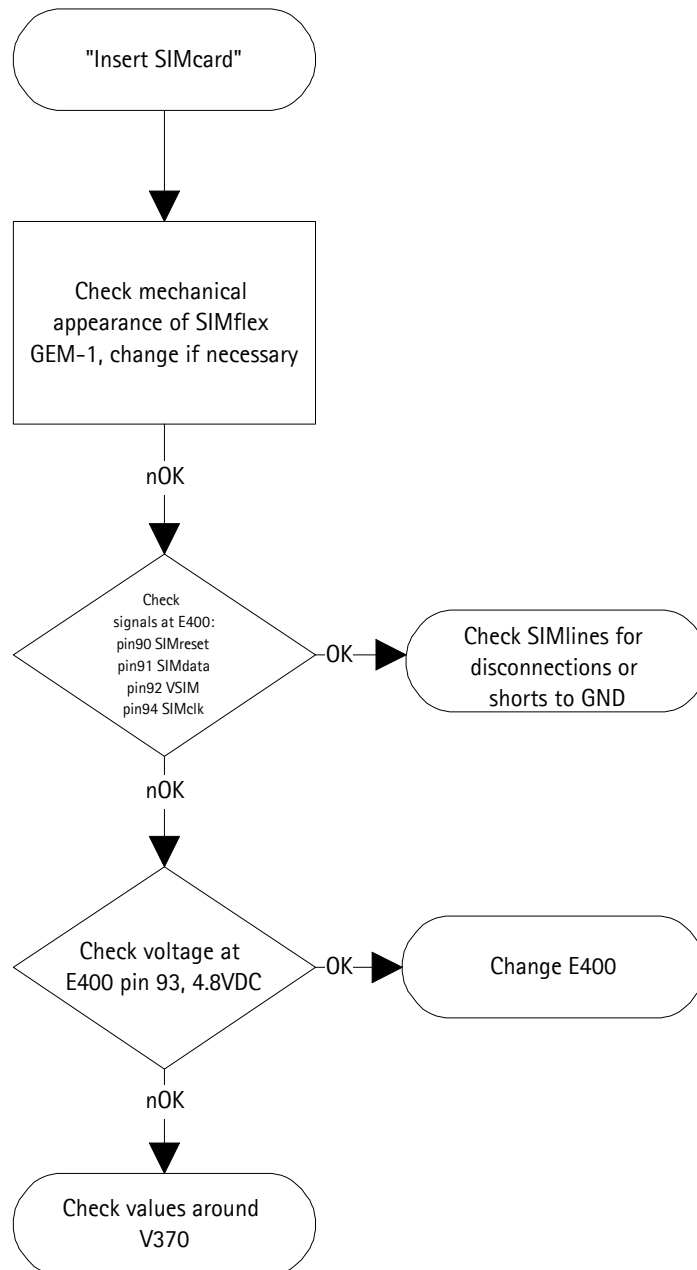 "Insert SIMcard"
Check mechanical
appearance of SIMflex
GEM-1, change if necessary
nOK
Check
signals at E400:
pin90 SIMreset
pin91 SIMdata
pin92 VSIM
pin94 SIMclk
OK
Check SIMlines for
disconnections or
shorts to GND
nOK
Check voltage at
E400 pin 93, 4.8VDC
OK
Change E400
nOK
Check values around
V370